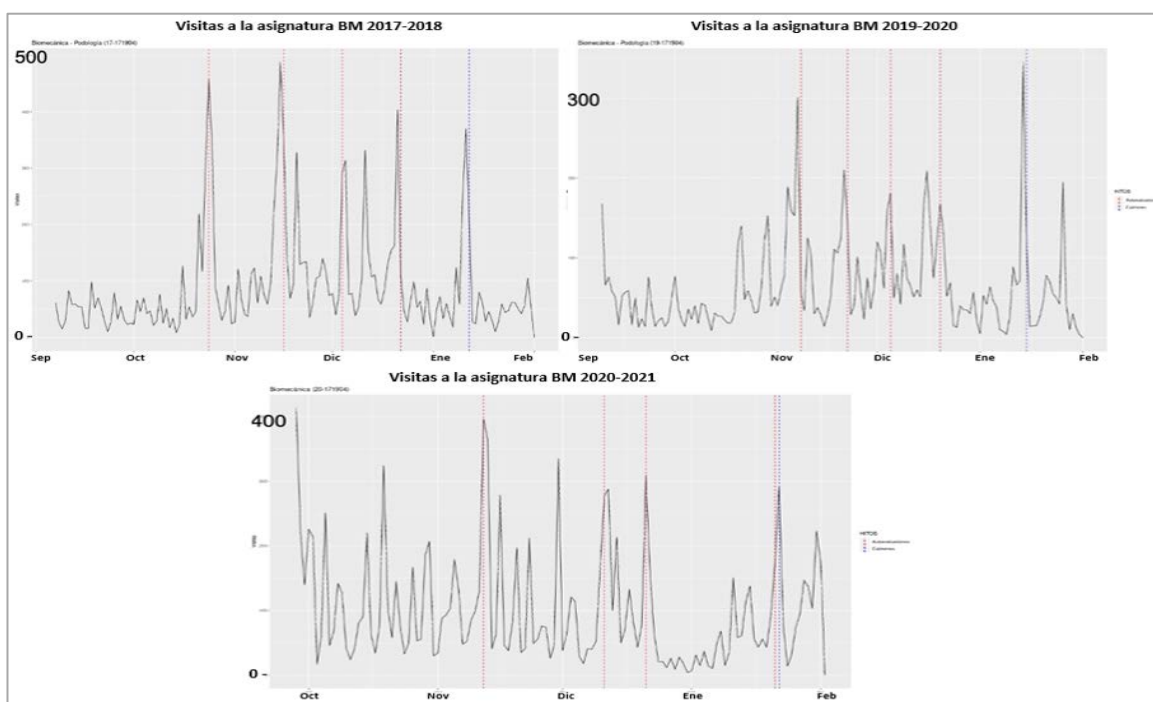 Visitas a la asignatura BM 2017-2018
Biomecánica - Podología (17-171904)
500
0
Sep Oct Nov Dic Ene Feb
Visitas a la asignatura BM 2019-2020
Biomecánica - Podología (19-171904)
300
0
HITOS
Sep Oct Nov Dic Ene Feb
Visitas a la asignatura BM 2020-2021
Biomecánica (20-171904)
400
0
HITOS
Oct Nov Dic Ene Feb